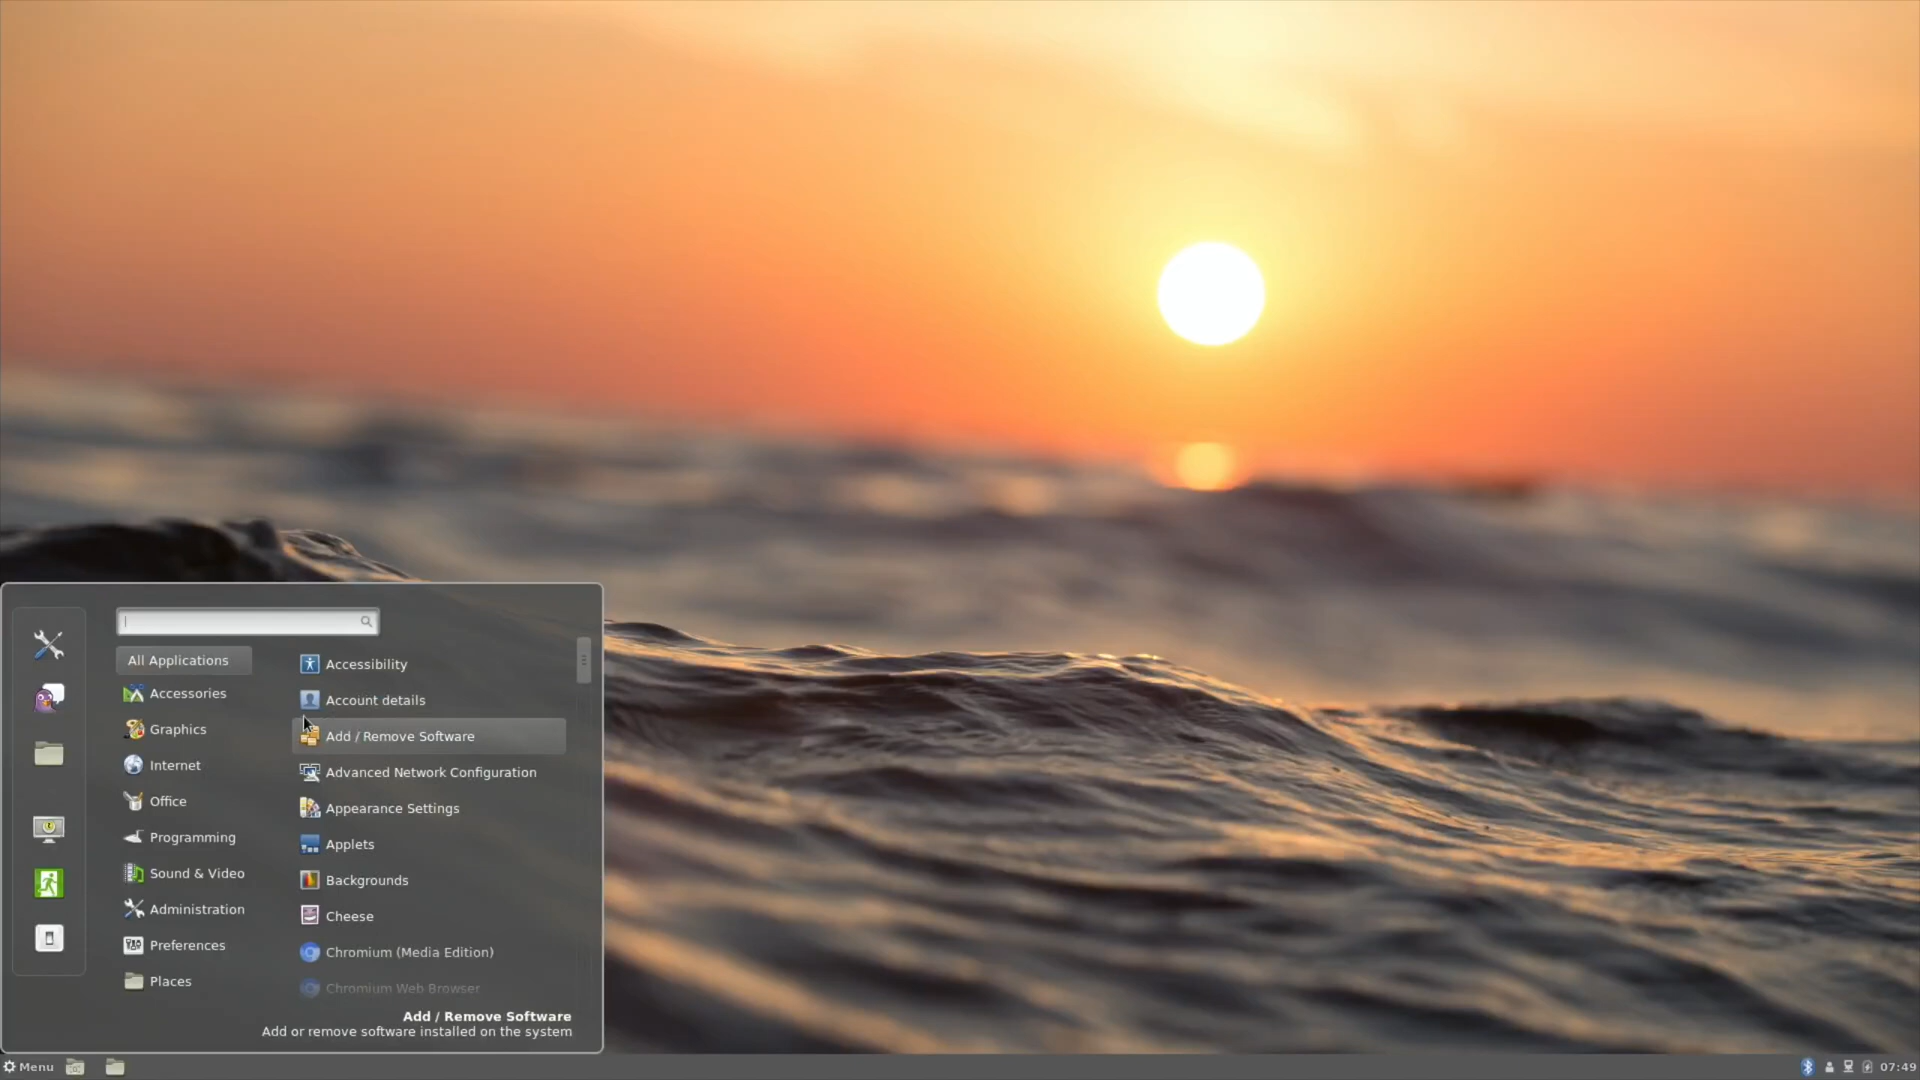 All Applications
Accessories
Graphics
Internet
Office
Programming
Sound & Video
Administration
Preferences
Places
Accessibility
Account details
Add / Remove Software
Advanced Network Configuration
Appearance Settings
Applets
Backgrounds
Cheese
Chromium (Media Edition)
Chromium Web Browser
Add / Remove Software
Add or remove software installed on the system
Menu
07:49